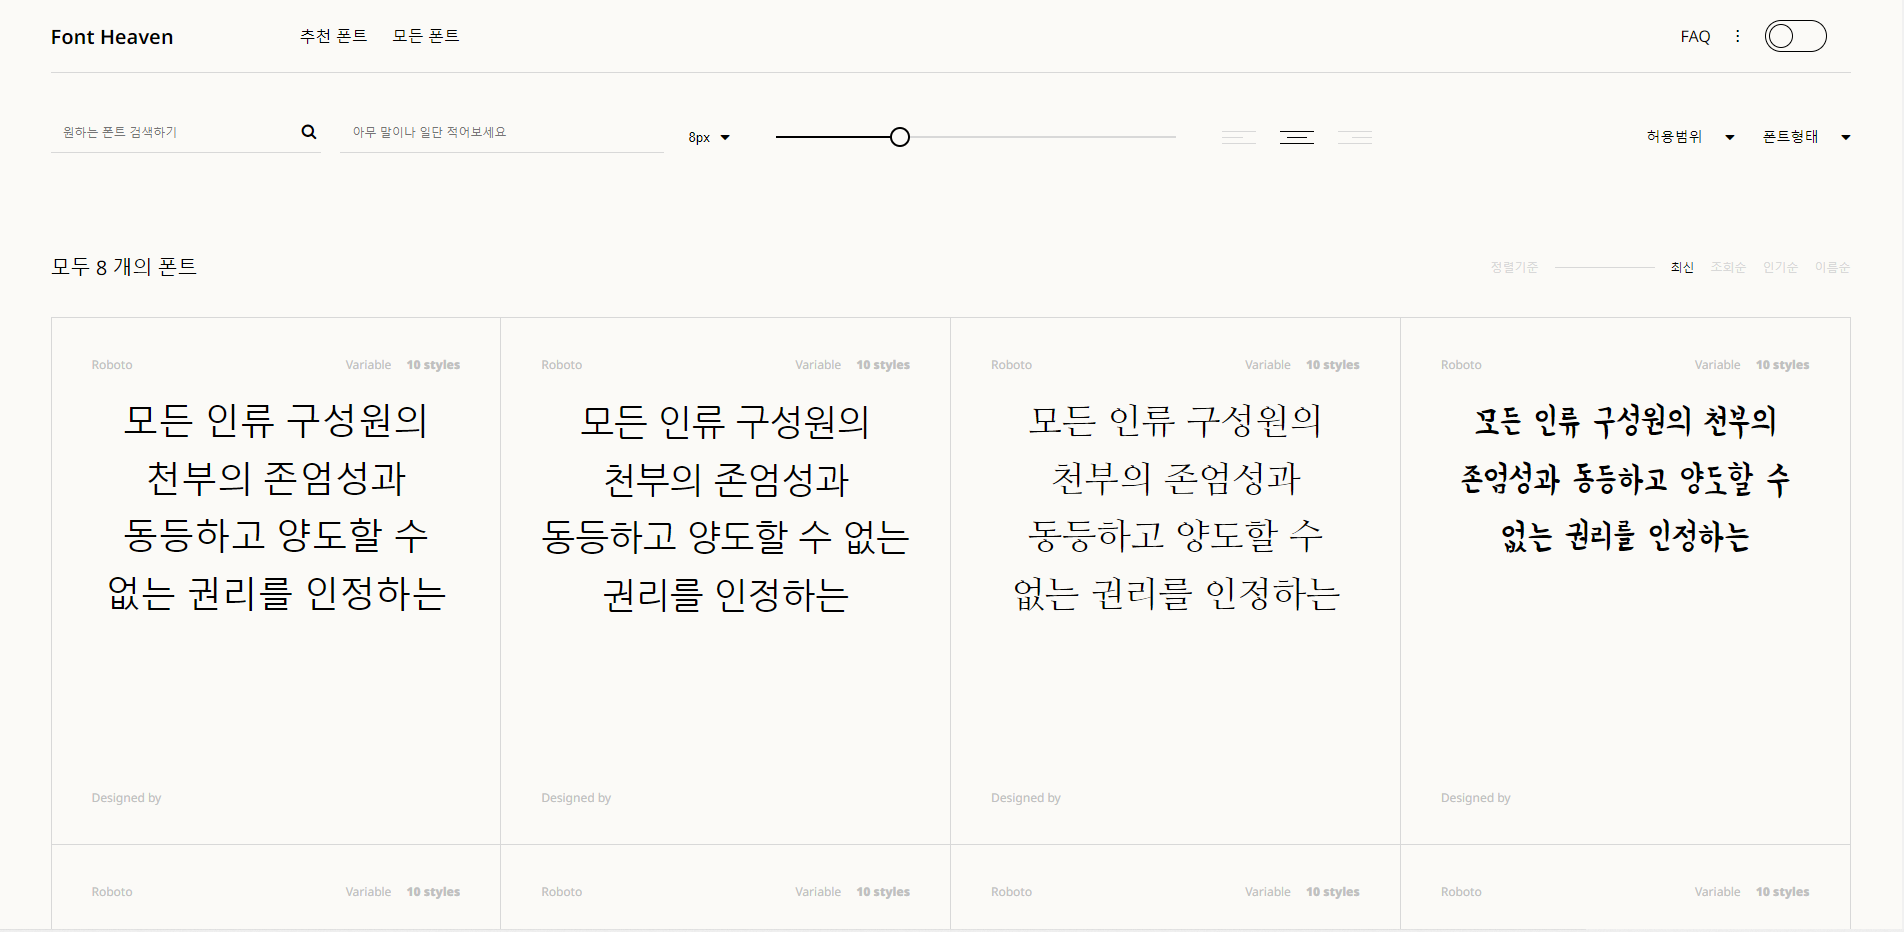 Font Heaven
추천 폰트
모든 폰트
FAQ
원하는 폰트 검색하기
아무 말이나 일단 적어보세요
8px
허용범위
폰트형태
모두 8 개의 폰트
정렬기준
최신
조회순
인기순
이름순
Roboto
Variable
10 styles
모든 인류 구성원의
천부의 존엄성과
동등하고 양도할 수
없는 권리를 인정하는
Designed by
Roboto
Variable
10 styles
모든 인류 구성원의
천부의 존엄성과
동등하고 양도할 수 없는
권리를 인정하는
Designed by
Roboto
Variable
10 styles
모든 인류 구성원의
천부의 존엄성과
동등하고 양도할 수
없는 권리를 인정하는
Designed by
Roboto
Variable
10 styles
모든 인류 구성원의 천부의
존엄성과 동등하고 양도할 수
없는 권리를 인정하는
Designed by
Roboto
Variable
10 styles
Roboto
Variable
10 styles
Roboto
Variable
10 styles
Roboto
Variable
10 styles